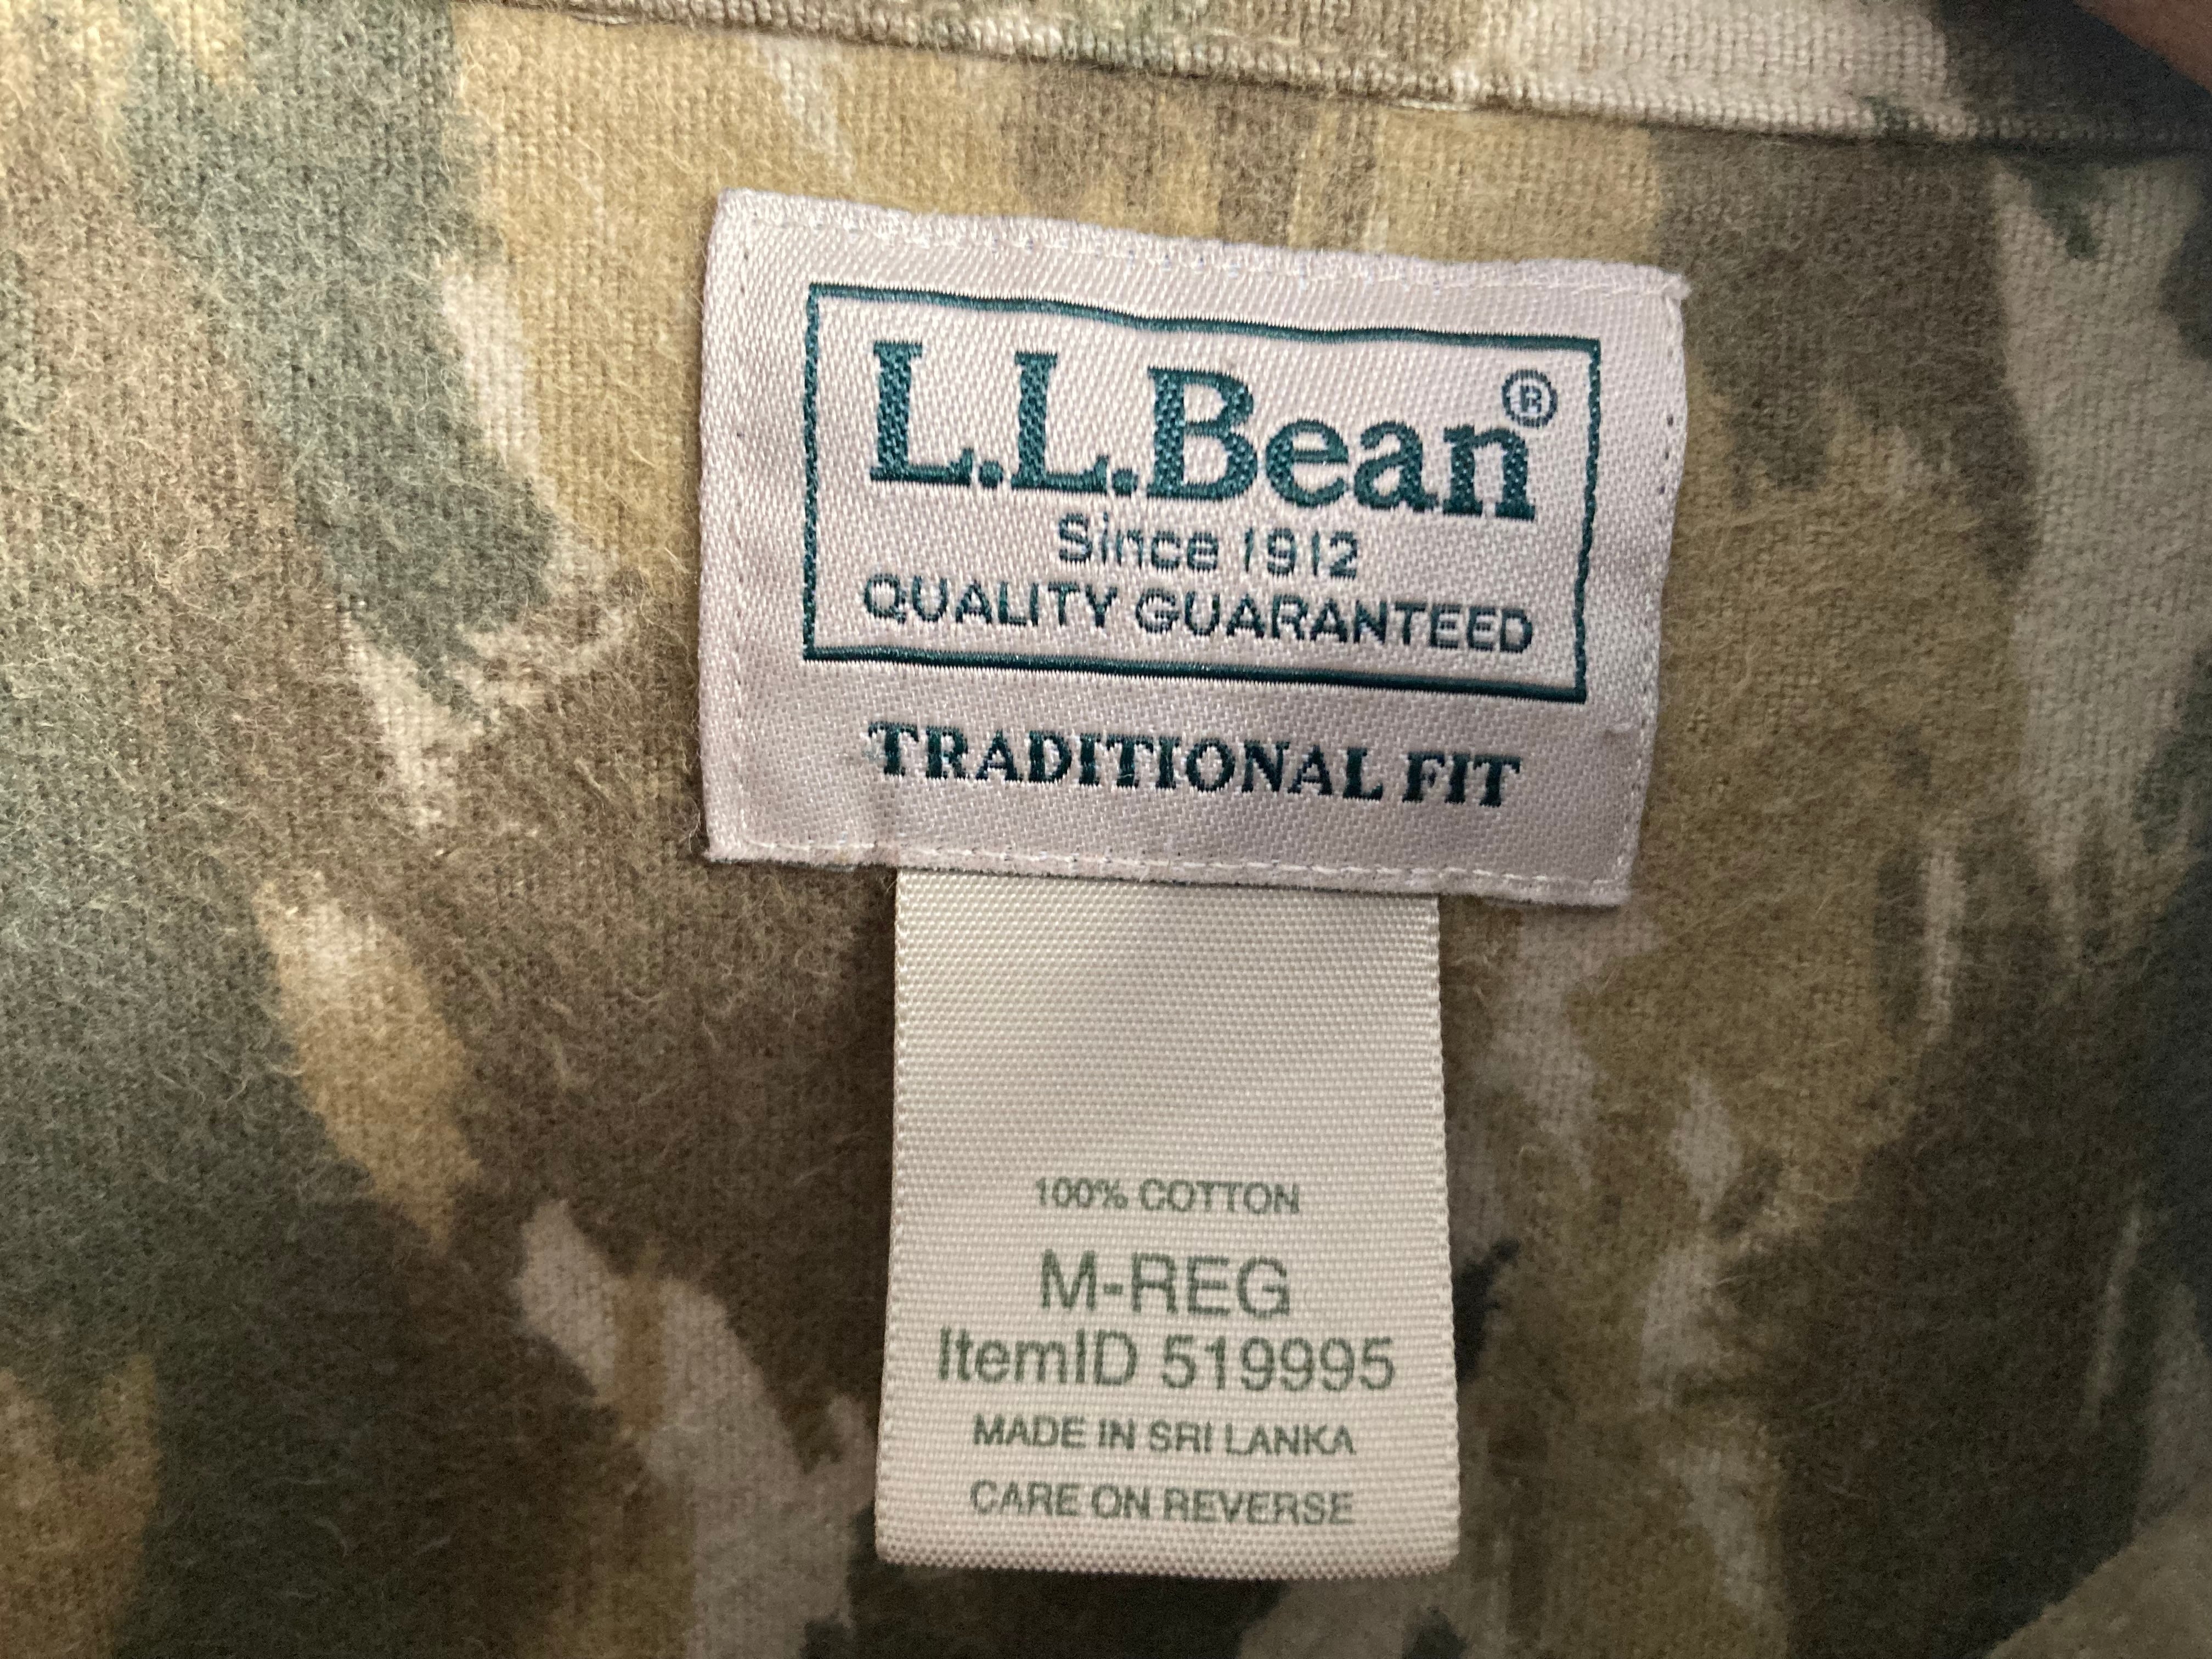 L.L.Bean®
Since 1912
QUALITY GUARANTEED
TRADITIONAL FIT
100% COTTON
M-REG
ItemID 519995
MADE IN SRI LANKA
CARE ON REVERSE